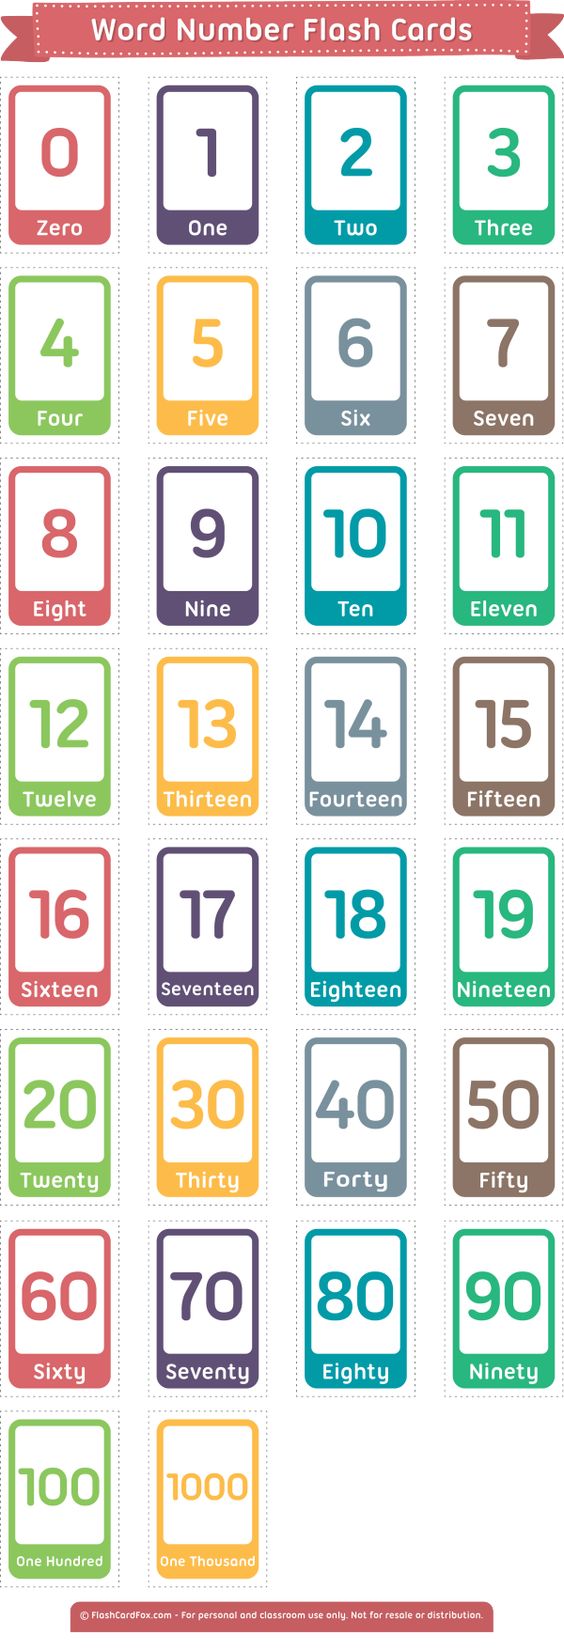 Word Number Flash Cards
0 1 2 3
Zero One Two Three
4 5 6 7
Four Five Six Seven
8 9 10 11
Eight Nine Ten Eleven
12 13 14 15
Twelve Thirteen Fourteen Fifteen
16 17 18 19
Sixteen Seventeen Eighteen Nineteen
20 30 40 50
Twenty Thirty Forty Fifty
60 70 80 90
Sixty Seventy Eighty Ninety
100 1000
One Hundred One Thousand
© FlashCardFox.com - For personal and classroom use only. Not for resale or distribution.